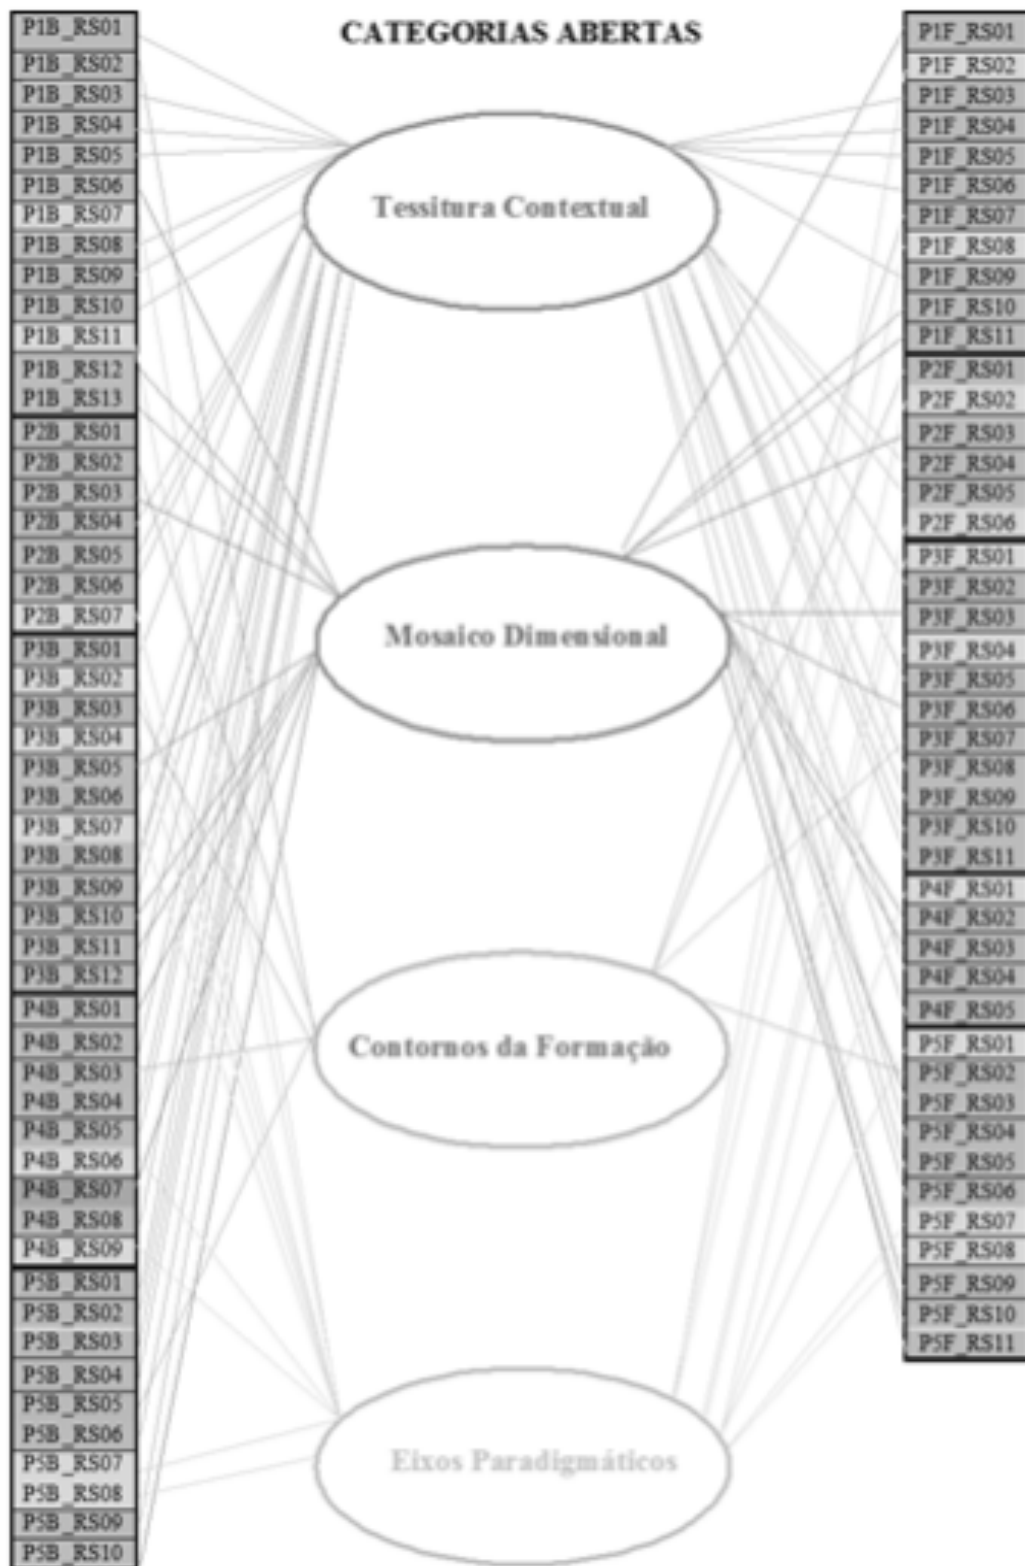 CATEGORIAS ABERTAS
P1B_RS01
P1B_RS02
P1B_RS03
P1B_RS04
P1B_RS05
P1B_RS06
P1B_RS07
P1B_RS08
P1B_RS09
P1B_RS10
P1B_RS11
P1B_RS12
P1B_RS13
P2B_RS01
P2B_RS02
P2B_RS03
P2B_RS04
P2B_RS05
P2B_RS06
P2B_RS07
P3B_RS01
P3B_RS02
P3B_RS03
P3B_RS04
P3B_RS05
P3B_RS06
P3B_RS07
P3B_RS08
P3B_RS09
P3B_RS10
P3B_RS11
P3B_RS12
P4B_RS01
P4B_RS02
P4B_RS03
P4B_RS04
P4B_RS05
P4B_RS06
P4B_RS07
P4B_RS08
P4B_RS09
P5B_RS01
P5B_RS02
P5B_RS03
P5B_RS04
P5B_RS05
P5B_RS06
P5B_RS07
P5B_RS08
P5B_RS09
P5B_RS10
Tessitura Contextual
Mosaico Dimensional
Contornos da Formação
Eixos Paradigmáticos
P1F_RS01
P1F_RS02
P1F_RS03
P1F_RS04
P1F_RS05
P1F_RS06
P1F_RS07
P1F_RS08
P1F_RS09
P1F_RS10
P1F_RS11
P2F_RS01
P2F_RS02
P2F_RS03
P2F_RS04
P2F_RS05
P2F_RS06
P3F_RS01
P3F_RS02
P3F_RS03
P3F_RS04
P3F_RS05
P3F_RS06
P3F_RS07
P3F_RS08
P3F_RS09
P3F_RS10
P3F_RS11
P4F_RS01
P4F_RS02
P4F_RS03
P4F_RS04
P4F_RS05
P5F_RS01
P5F_RS02
P5F_RS03
P5F_RS04
P5F_RS05
P5F_RS06
P5F_RS07
P5F_RS08
P5F_RS09
P5F_RS10
P5F_RS11